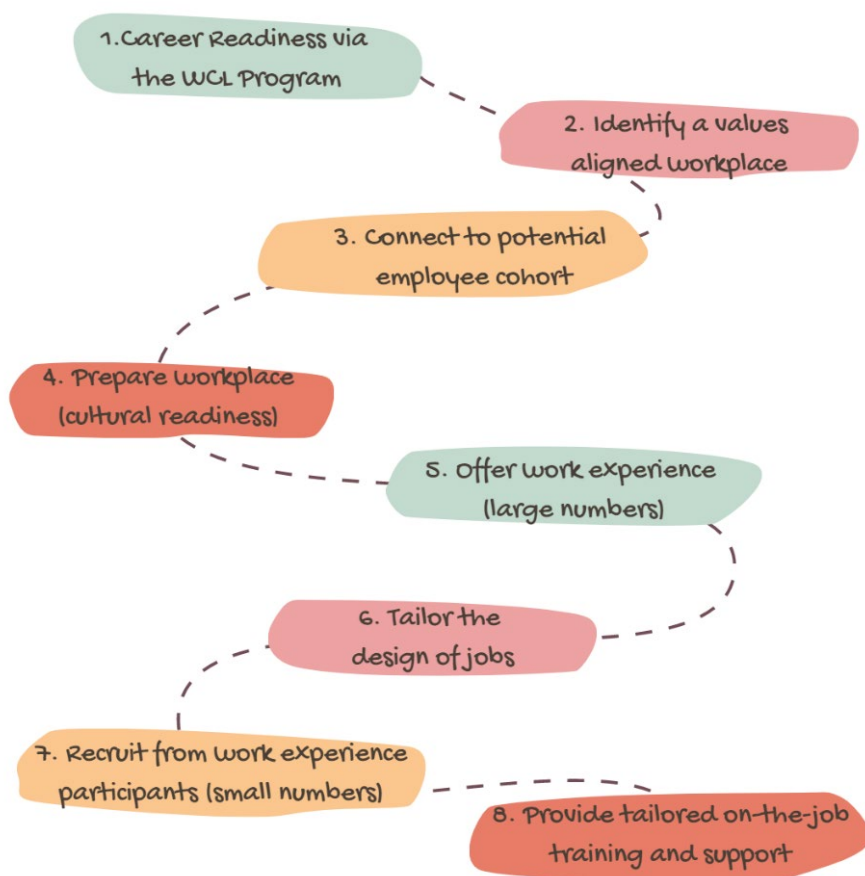 1.Career Readiness via
the WCL Program
2. Identify a values
aligned workplace
3. Connect to potential
employee cohort
4. Prepare workplace
(cultural readiness)
5. Offer work experience
(large numbers)
6. Tailor the
design of jobs
7. Recruit from work experience
participants (small numbers)
8. Provide tailored on-the-job
training and support